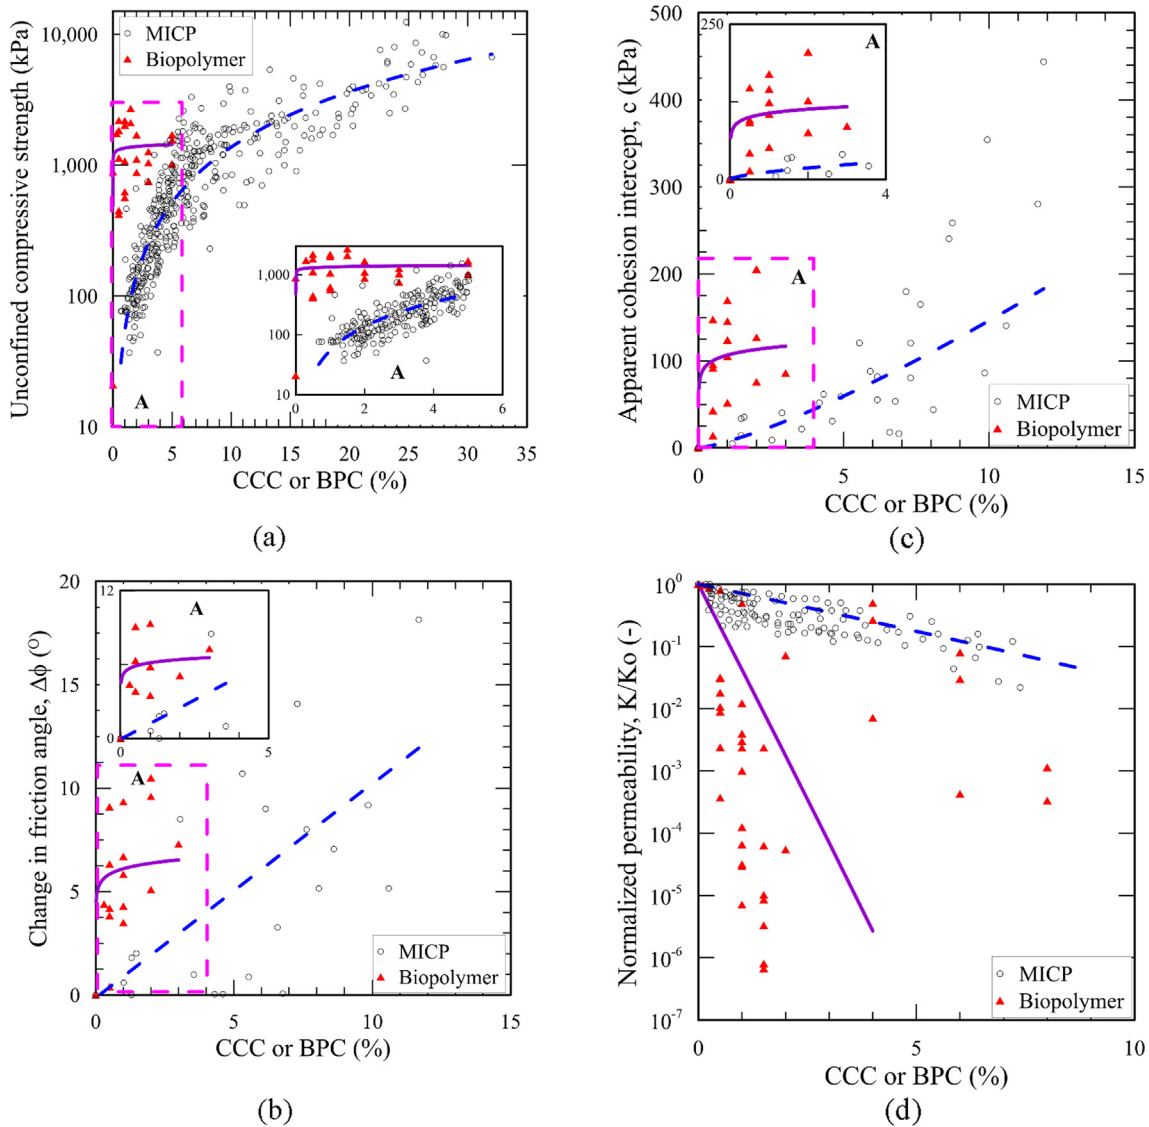 10,000
1,000
100
10
Unconfined compressive strength (kPa)
MICP
Biopolymer
A
1,000
100
10
A
0 2 4 6
0 5 10 15 20 25 30 35
CCC or BPC (%)
(a)
500
400
300
200
100
0
Apparent cohesion intercept, c (kPa)
250
0
A
0 4
A
MICP
Biopolymer
0 5 10 15
CCC or BPC (%)
(c)
20
15
10
5
0
Change in friction angle, Δϕ (O)
12
0
A
0 5
A
MICP
Biopolymer
0 5 10 15
CCC or BPC (%)
(b)
10^0
10^-1
10^-2
10^-3
10^-4
10^-5
10^-6
10^-7
Normalized permeability, K/Ko (-)
MICP
Biopolymer
0 5 10
CCC or BPC (%)
(d)